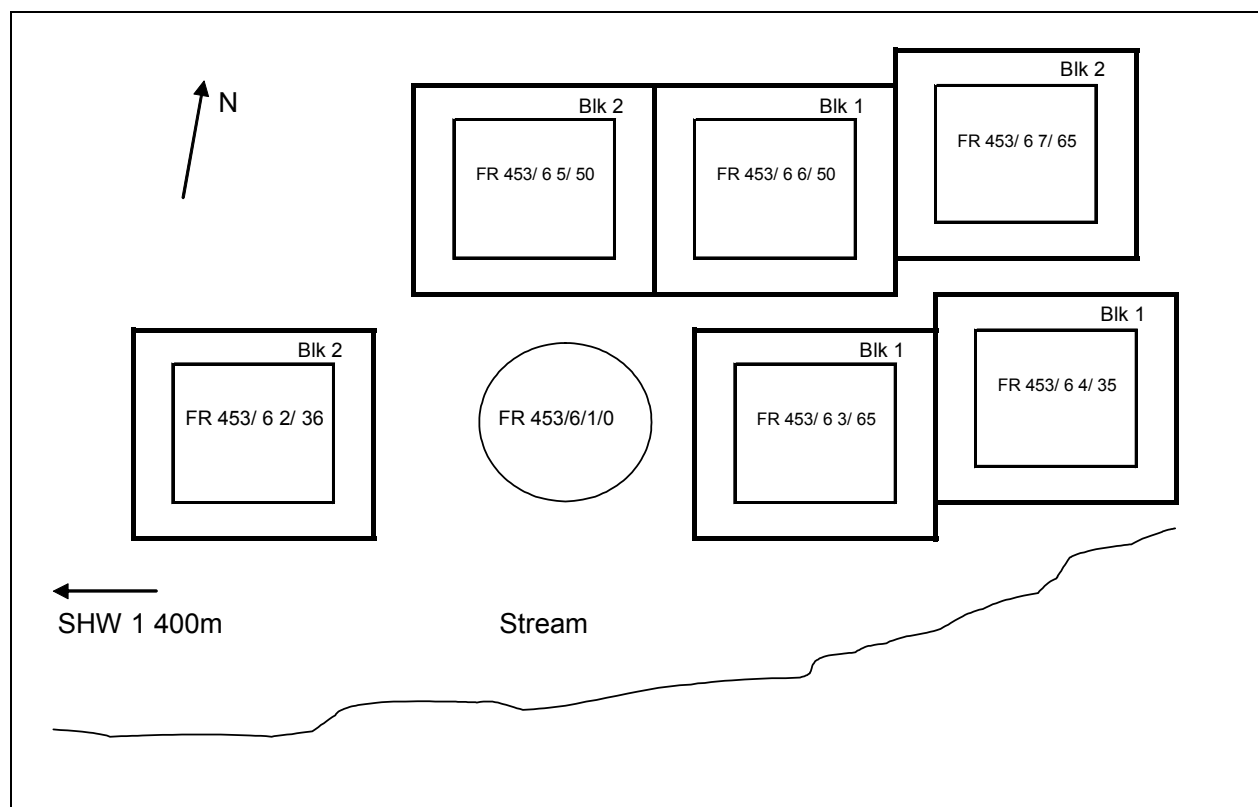 N
Blk 2
FR 453/ 6 5/ 50
Blk 1
FR 453/ 6 6/ 50
Blk 2
FR 453/ 6 7/ 65
Blk 2
FR 453/ 6 2/ 36
FR 453/6/1/0
Blk 1
FR 453/ 6 3/ 65
Blk 1
FR 453/ 6 4/ 35
SHW 1 400m
Stream